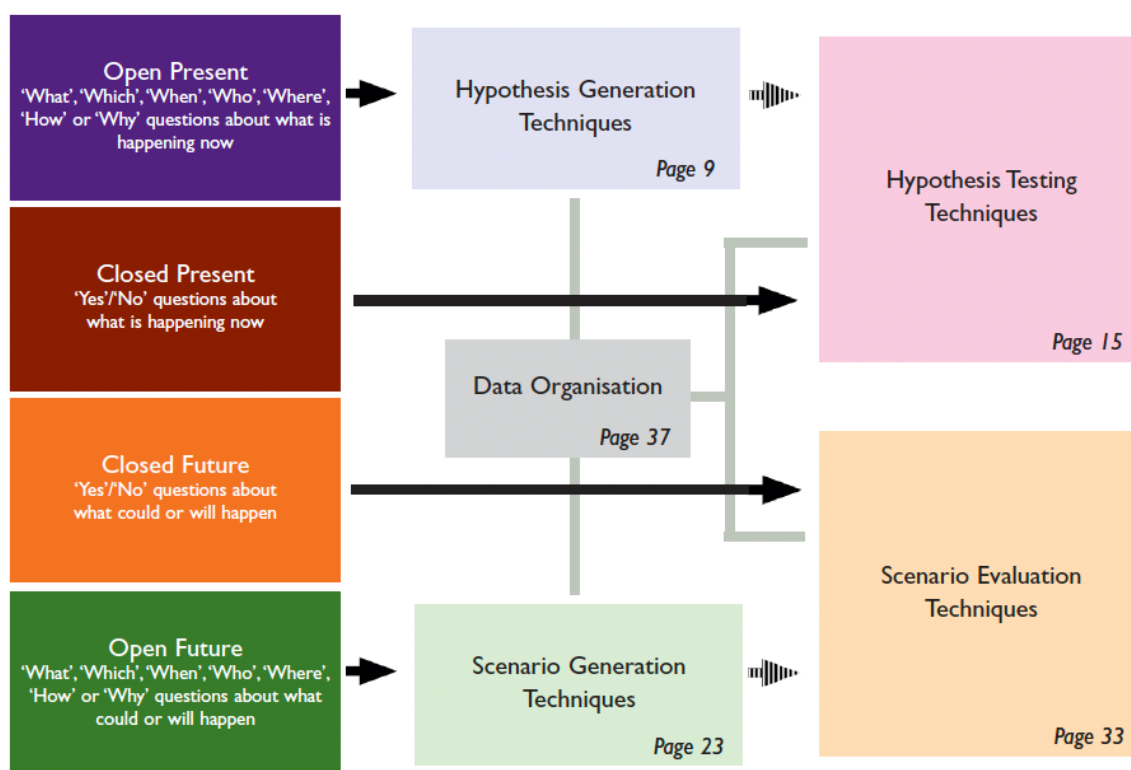 Open Present
‘What’, ‘Which’, ‘When’, ‘Who’, ‘Where’,
‘How’ or ‘Why’ questions about what is
happening now
Hypothesis Generation
Techniques
Page 9
Hypothesis Testing
Techniques
Page 15
Closed Present
‘Yes’/‘No’ questions about
what is happening now
Data Organisation
Page 37
Closed Future
‘Yes’/‘No’ questions about
what could or will happen
Scenario Evaluation
Techniques
Page 33
Open Future
‘What’, ‘Which’, ‘When’, ‘Who’, ‘Where’,
‘How’ or ‘Why’ questions about what
could or will happen
Scenario Generation
Techniques
Page 23